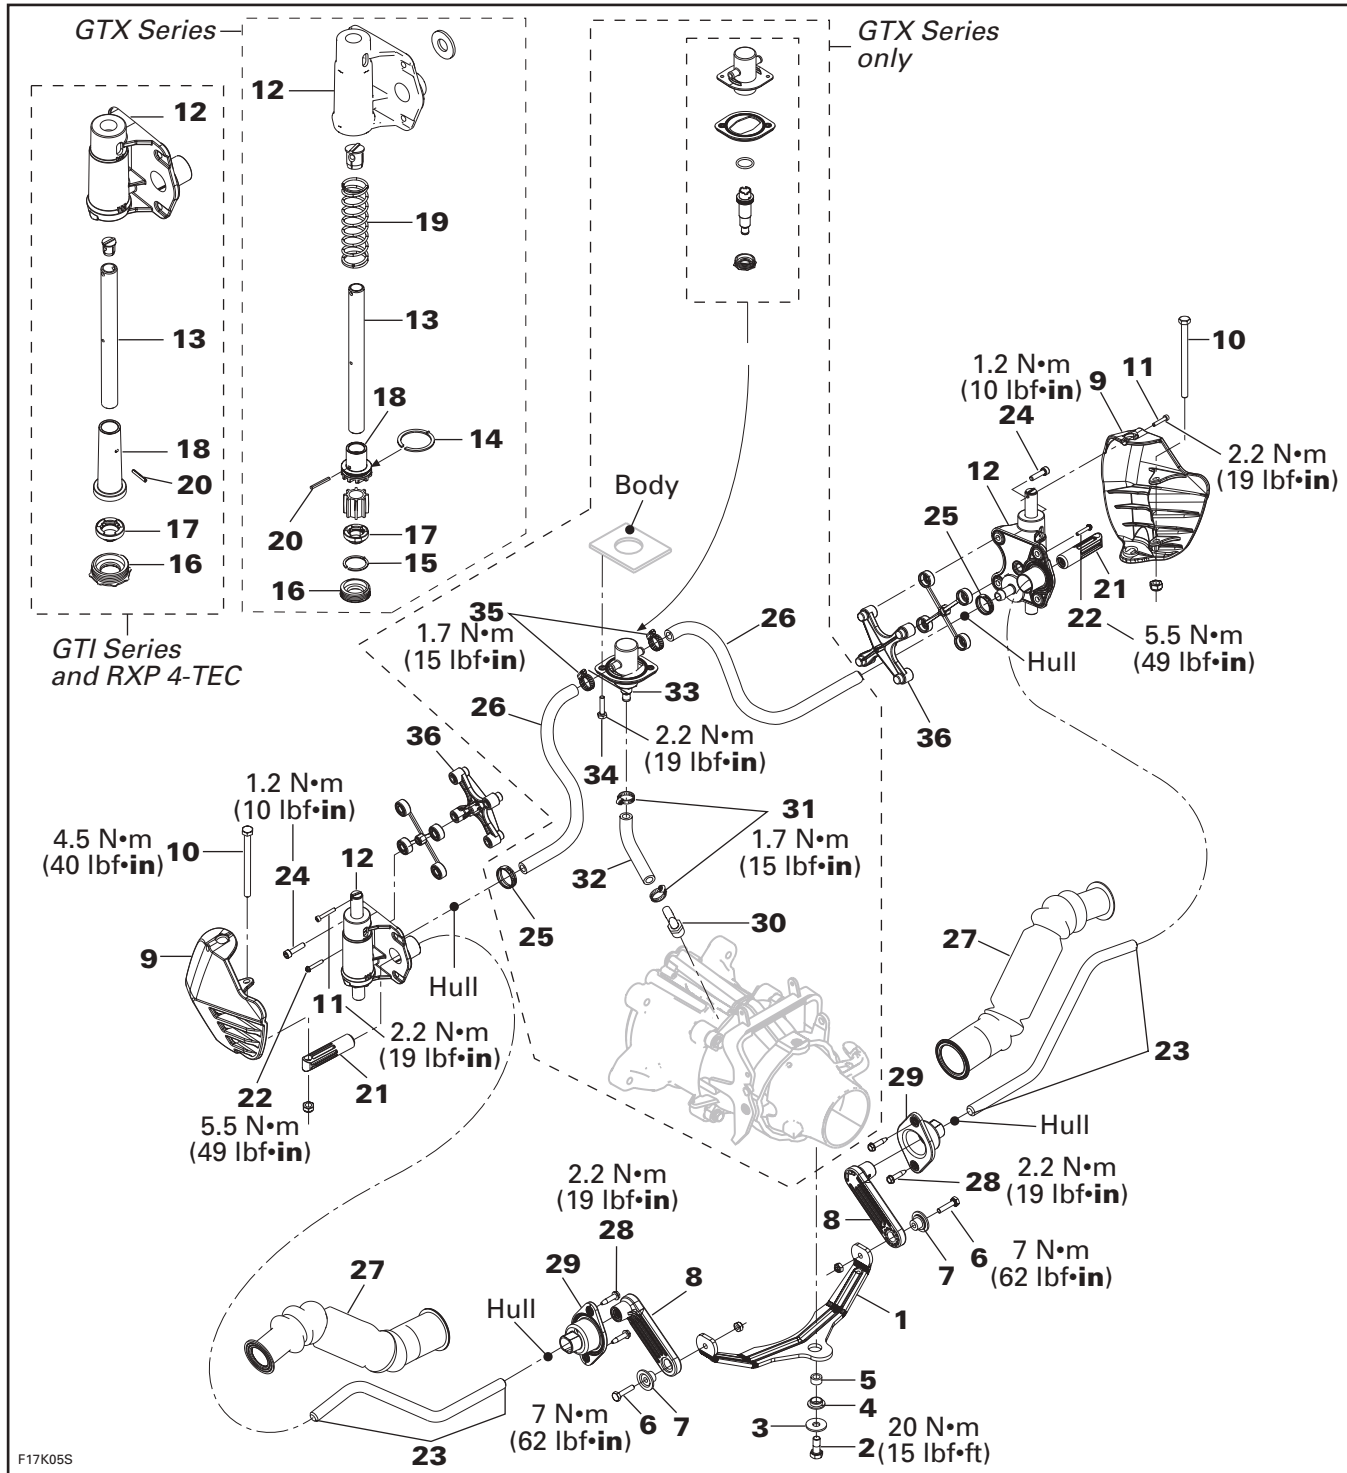 GTX Series
GTX Series
only
12
12
19
13
13
18
14
18
20
17
20
17
16
15
16
GTI Series
and RXP 4-TEC
Body
10
1.2 N•m
(10 lbf•in)
9
11
24
2.2 N•m
(19 lbf•in)
12
25
21
22
5.5 N•m
(49 lbf•in)
Hull
35
1.7 N•m
(15 lbf•in)
26
33
26
36
36
2.2 N•m
(19 lbf•in)
34
1.2 N•m
(10 lbf•in)
31
1.7 N•m
(15 lbf•in)
4.5 N•m
(40 lbf•in)
10
12
24
32
25
30
9
27
Hull
11
2.2 N•m
(19 lbf•in)
23
22
21
29
5.5 N•m
(49 lbf•in)
Hull
2.2 N•m
(19 lbf•in)
28
2.2 N•m
(19 lbf•in)
28
8
6
7 N•m
(62 lbf•in)
7
27
29
8
Hull
1
5
4
3
6
7
7 N•m
(62 lbf•in)
23
2
20 N•m
(15 lbf•ft)
F17K05S